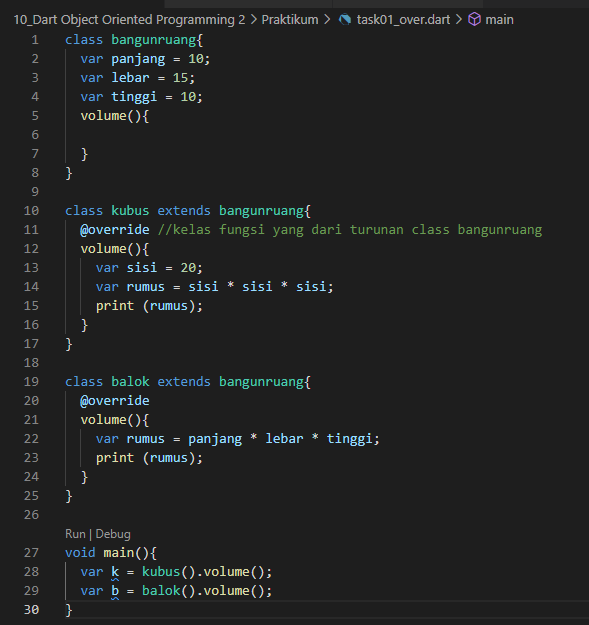 10_Dart Object Oriented Programming 2 > Praktikum > task01_over.dart > main
1 class bangunruang{
2   var panjang = 10;
3   var lebar = 15;
4   var tinggi = 10;
5   volume(){
6
7   }
8 }
9
10 class kubus extends bangunruang{
11   @override //kelas fungsi yang dari turunan class bangunruang
12   volume(){
13     var sisi = 20;
14     var rumus = sisi * sisi * sisi;
15     print (rumus);
16   }
17 }
18
19 class balok extends bangunruang{
20   @override
21   volume(){
22     var rumus = panjang * lebar * tinggi;
23     print (rumus);
24   }
25 }
26
Run | Debug
27 void main(){
28   var k = kubus().volume();
29   var b = balok().volume();
30 }